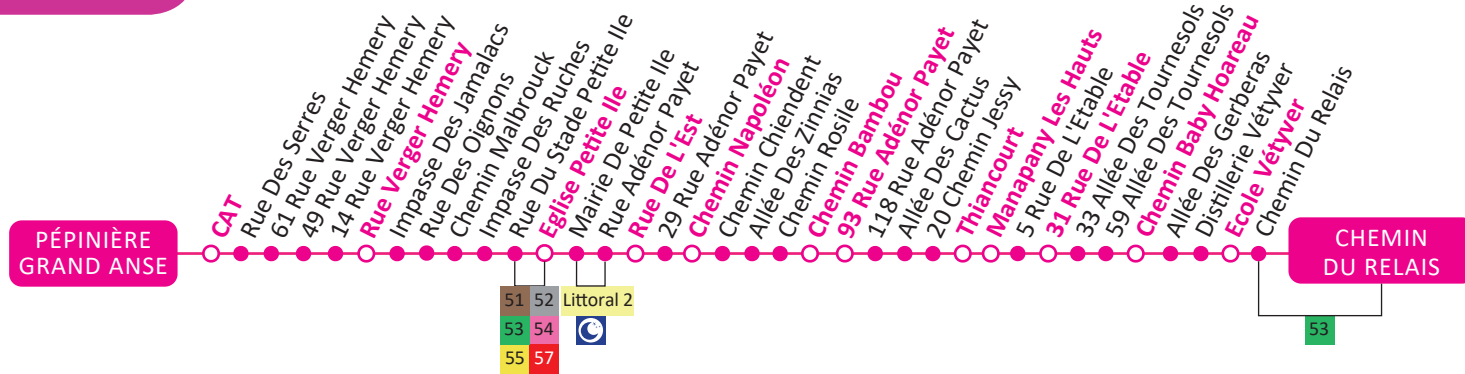 PÉPINIÈRE
GRAND ANSE
CAT
Rue Des Serres
61 Rue Verger Hemery
49 Rue Verger Hemery
14 Rue Verger Hemery
Rue Verger Hemery
Impasse Des Jamalacs
Rue Des Oignons
Chemin Malbrouck
Impasse Des Ruches
Rue Du Stade Petite Ile
Eglise Petite Ile
Mairie De Petite Ile
Rue Adénor Payet
Rue De L'Est
29 Rue Adénor Payet
Chemin Napoléon
Chemin Chiendent
Allée Des Zinnias
Chemin Rosile
Chemin Bambou
93 Rue Adénor Payet
118 Rue Adénor Payet
Allée Des Cactus
20 Chemin Jessy
Thiancourt
Manapany Les Hauts
5 Rue De L'Etable
31 Rue De L'Etable
33 Allée Des Tournesols
59 Allée Des Tournesols
Chemin Baby Hoareau
Allée Des Gerberas
Distillerie Vétyver
Ecole Vétyver
Chemin Du Relais
CHEMIN
DU RELAIS
51 52 Littoral 2
53 54
55 57
53